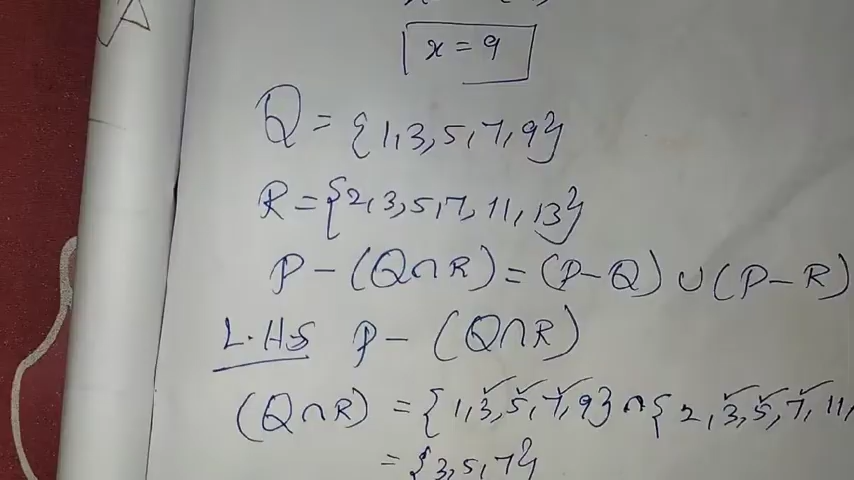 x = 9
Q = {1,3,5,7,9}
R = {2,3,5,7,11,13}
P - (Q∩R) = (P-Q) ∪ (P-R)
L.H.S P - (Q∩R)
(Q∩R) = {1,3,5,7,9} ∩ {2,3,5,7,11,
= {3,5,7}